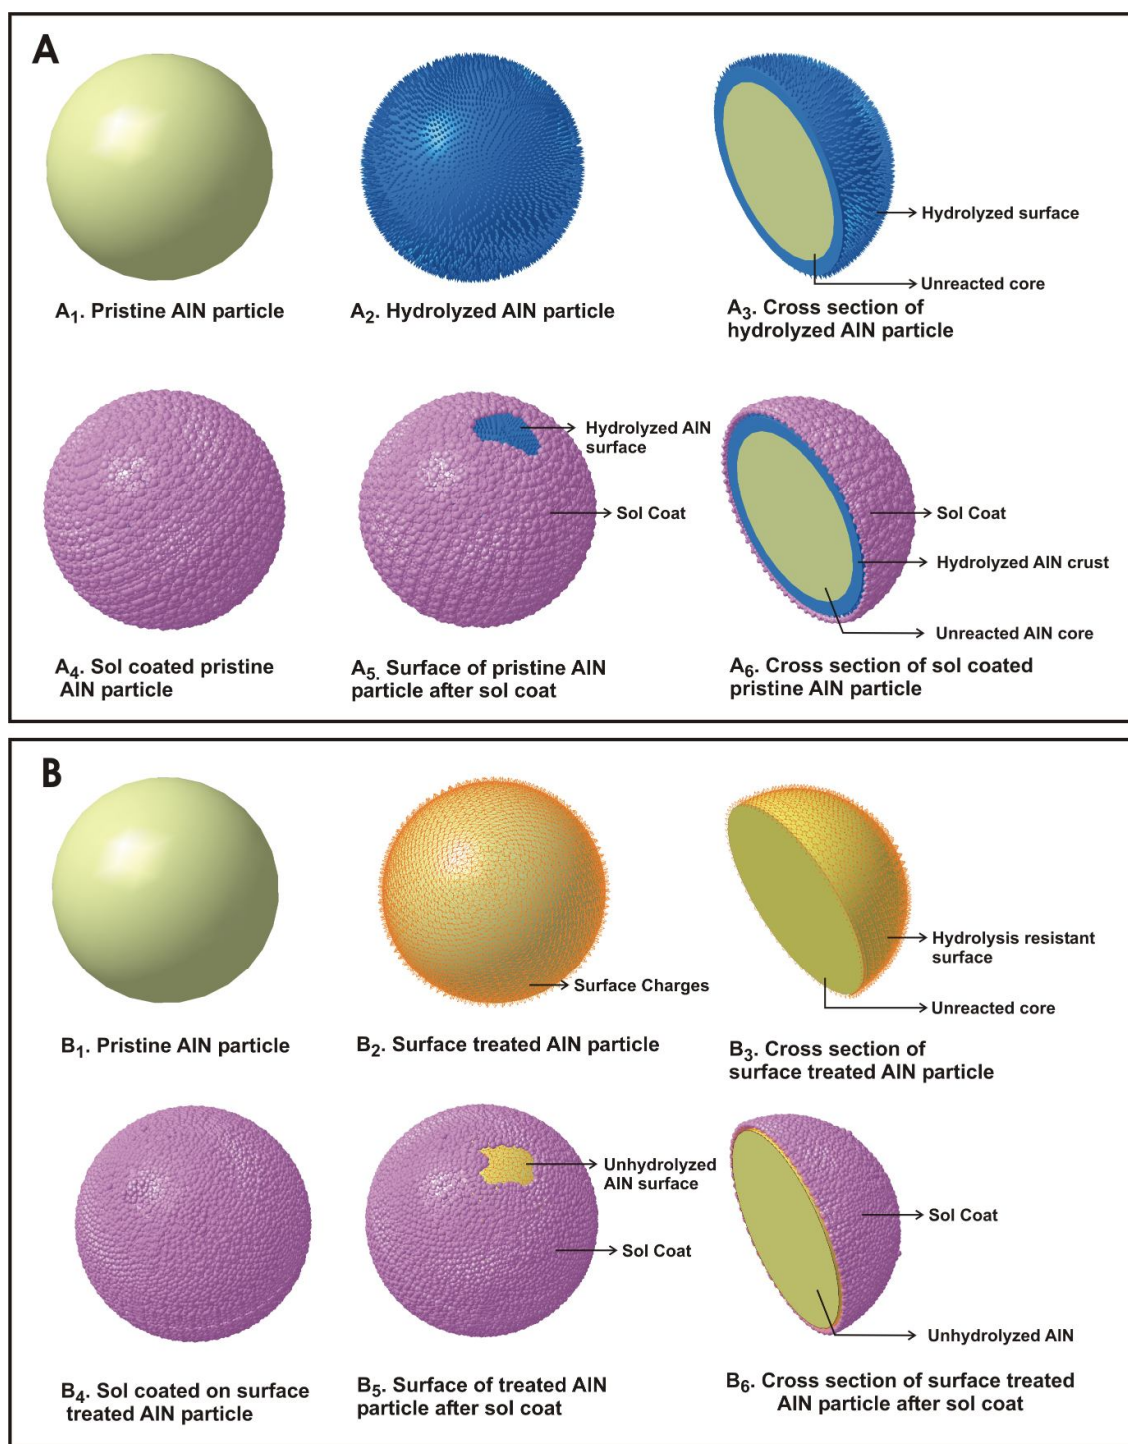 A
A₁. Pristine AlN particle
A₂. Hydrolyzed AlN particle
Hydrolyzed surface
Unreacted core
A₃. Cross section of
hydrolyzed AlN particle
A₄. Sol coated pristine
AlN particle
Hydrolyzed AlN
surface
Sol Coat
A₅. Surface of pristine AlN
particle after sol coat
Sol Coat
Hydrolyzed AlN crust
Unreacted AlN core
A₆. Cross section of sol coated
pristine AlN particle
B
B₁. Pristine AlN particle
Surface Charges
B₂. Surface treated AlN particle
Hydrolysis resistant
surface
Unreacted core
B₃. Cross section of
surface treated AlN particle
B₄. Sol coated on surface
treated AlN particle
Unhydrolyzed
AlN surface
Sol Coat
B₅. Surface of treated AlN
particle after sol coat
Sol Coat
Unhydrolyzed AlN
B₆. Cross section of surface treated
AlN particle after sol coat